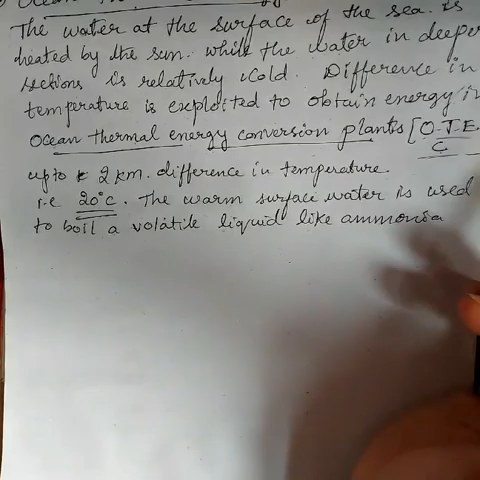 The water at the surface of the sea. is
heated by the sun. while the water in deeper
sections is relatively cold. Difference in
temperature is exploited to obtain energy in
Ocean thermal energy conversion plants [O.T.E.
C
upto 2 km. difference in temperature.
i.e 20°C. The warm surface water is used
to boil a volatile liquid like ammonia